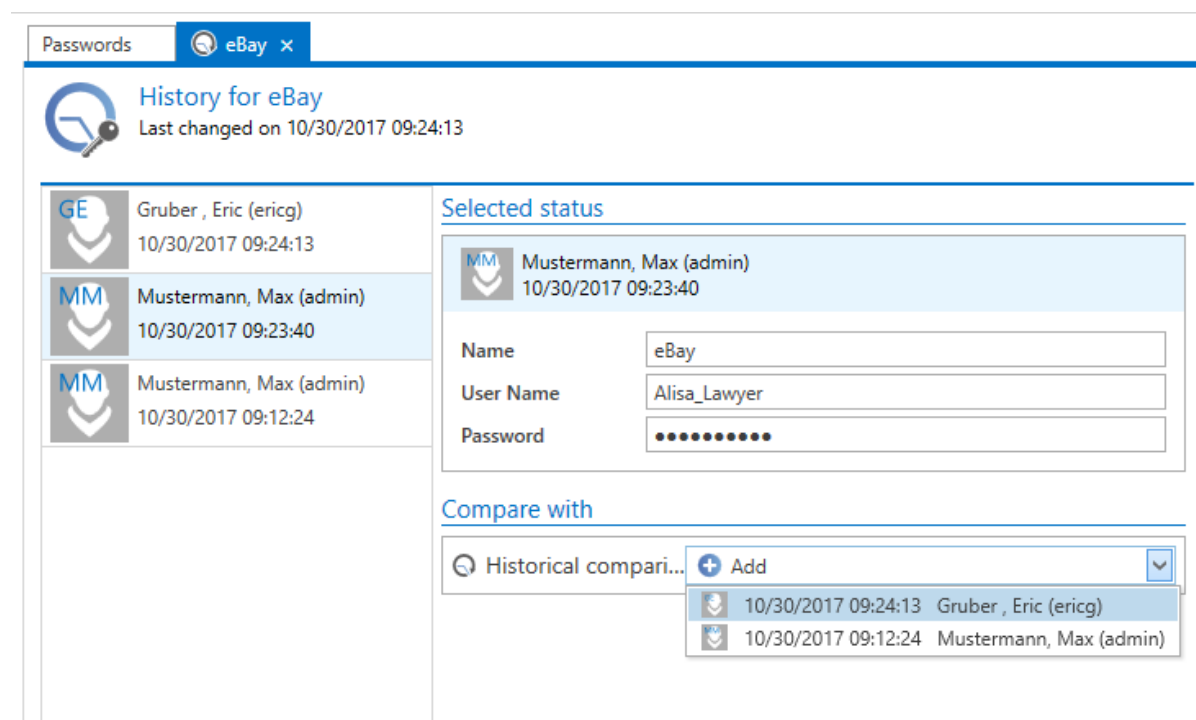 Passwords
eBay ×
History for eBay
Last changed on 10/30/2017 09:24:13
GE
Gruber , Eric (ericg)
10/30/2017 09:24:13
MM
Mustermann, Max (admin)
10/30/2017 09:23:40
MM
Mustermann, Max (admin)
10/30/2017 09:12:24
Selected status
MM
Mustermann, Max (admin)
10/30/2017 09:23:40
Name eBay
User Name Alisa_Lawyer
Password ●●●●●●●●●●
Compare with
Historical compari... Add
10/30/2017 09:24:13 Gruber , Eric (ericg)
MM 10/30/2017 09:12:24 Mustermann, Max (admin)